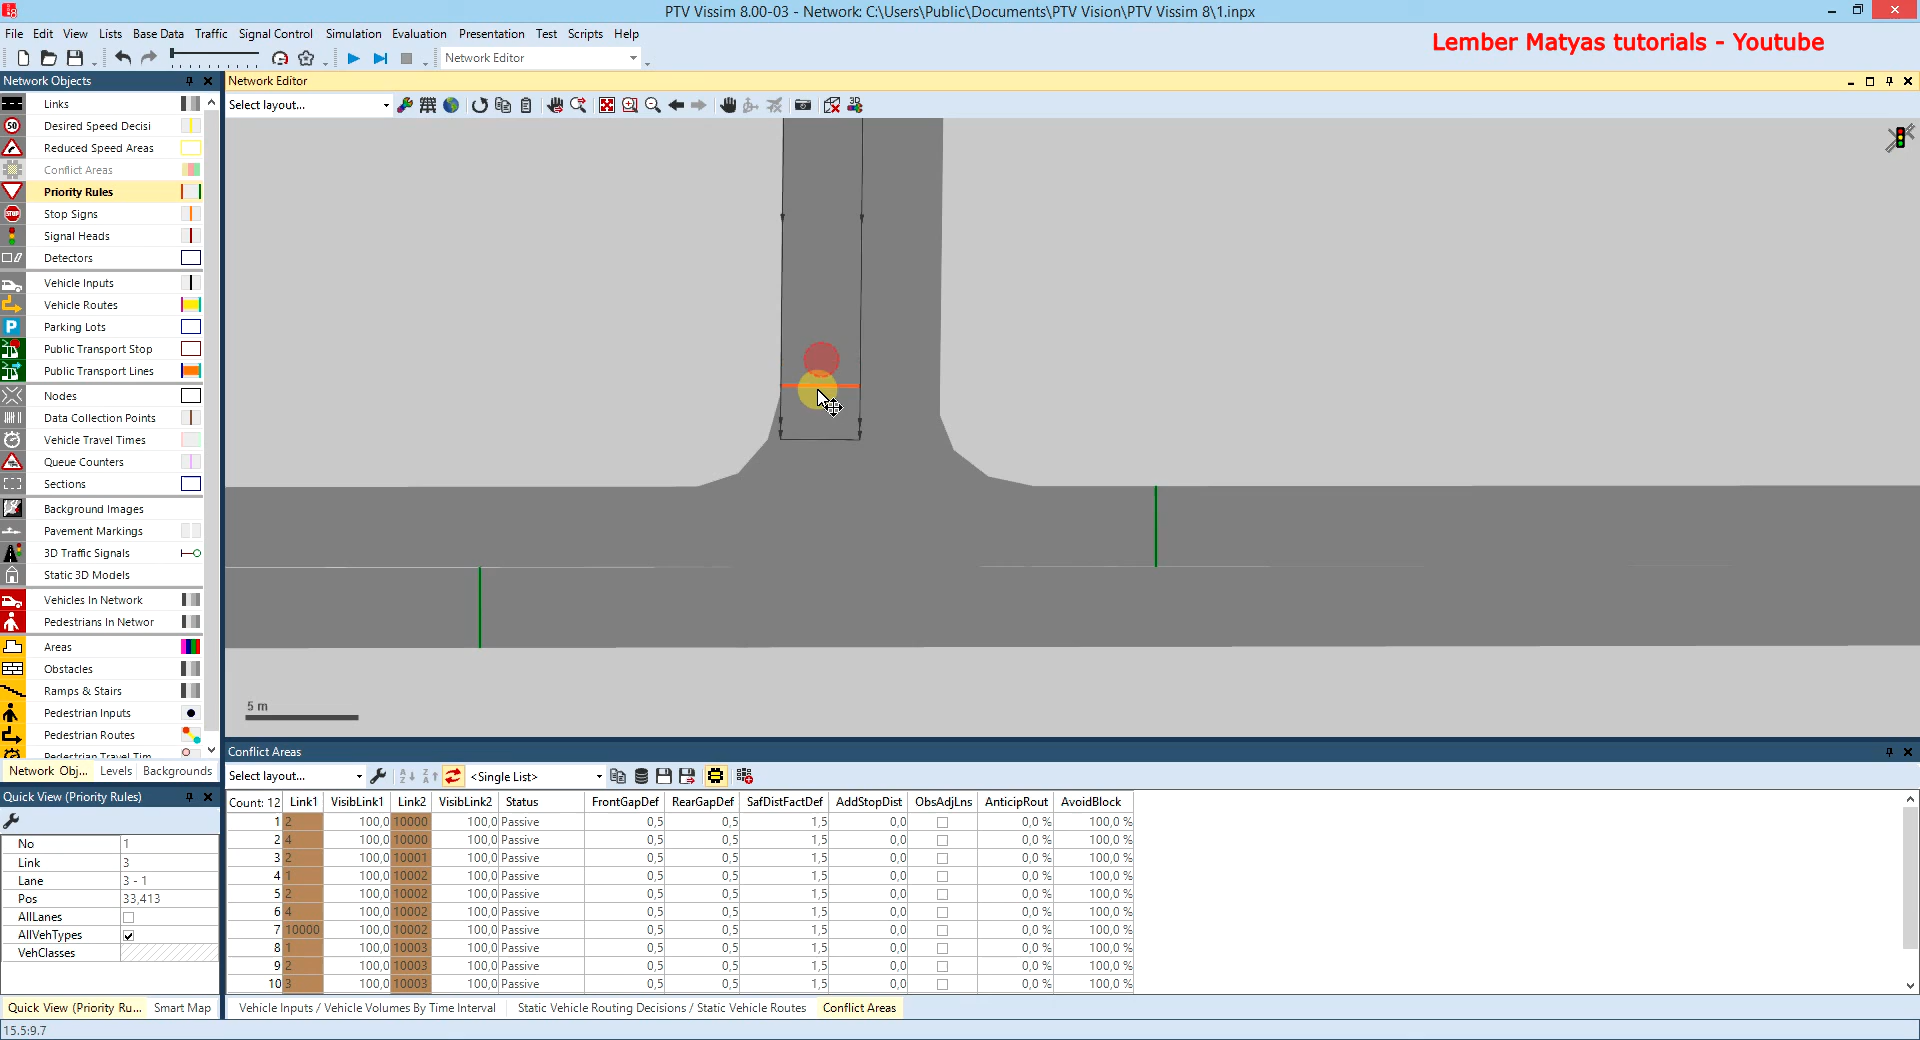 PTV Vissim 8.00-03 - Network: C:\Users\Public\Documents\PTV Vision\PTV Vissim 8\1.inpx
File Edit View Lists Base Data Traffic Signal Control Simulation Evaluation Presentation Test Scripts Help
Lember Matyas tutorials - Youtube
Network Editor
Network Objects
Network Editor
Select layout...
Links
50 Desired Speed Decisi
Reduced Speed Areas
Conflict Areas
Priority Rules
STOP Stop Signs
Signal Heads
Detectors
Vehicle Inputs
Vehicle Routes
P Parking Lots
Public Transport Stop
Public Transport Lines
Nodes
Data Collection Points
Vehicle Travel Times
Queue Counters
Sections
Background Images
Pavement Markings
3D Traffic Signals
Static 3D Models
Vehicles In Network
Pedestrians In Networ
Areas
Obstacles
Ramps & Stairs
Pedestrian Inputs
Pedestrian Routes
Pedestrian Travel Tim
Network Obj... Levels Backgrounds
5 m
Quick View (Priority Rules)
No 1
Link 3
Lane 3 - 1
Pos 33,413
AllLanes
AllVehTypes
VehClasses
Quick View (Priority Ru... Smart Map
Conflict Areas
Select layout... <Single List>
Count: 12 Link1 VisibLink1 Link2 VisibLink2 Status FrontGapDef RearGapDef SafDistFactDef AddStopDist ObsAdjLns AnticipRout AvoidBlock
1 2 100,0 10000 100,0 Passive 0,5 0,5 1,5 0,0 0,0 % 100,0 %
2 4 100,0 10000 100,0 Passive 0,5 0,5 1,5 0,0 0,0 % 100,0 %
3 2 100,0 10001 100,0 Passive 0,5 0,5 1,5 0,0 0,0 % 100,0 %
4 1 100,0 10002 100,0 Passive 0,5 0,5 1,5 0,0 0,0 % 100,0 %
5 2 100,0 10002 100,0 Passive 0,5 0,5 1,5 0,0 0,0 % 100,0 %
6 4 100,0 10002 100,0 Passive 0,5 0,5 1,5 0,0 0,0 % 100,0 %
7 10000 100,0 10002 100,0 Passive 0,5 0,5 1,5 0,0 0,0 % 100,0 %
8 1 100,0 10003 100,0 Passive 0,5 0,5 1,5 0,0 0,0 % 100,0 %
9 2 100,0 10003 100,0 Passive 0,5 0,5 1,5 0,0 0,0 % 100,0 %
10 3 100,0 10003 100,0 Passive 0,5 0,5 1,5 0,0 0,0 % 100,0 %
Vehicle Inputs / Vehicle Volumes By Time Interval Static Vehicle Routing Decisions / Static Vehicle Routes Conflict Areas
15.5:9.7